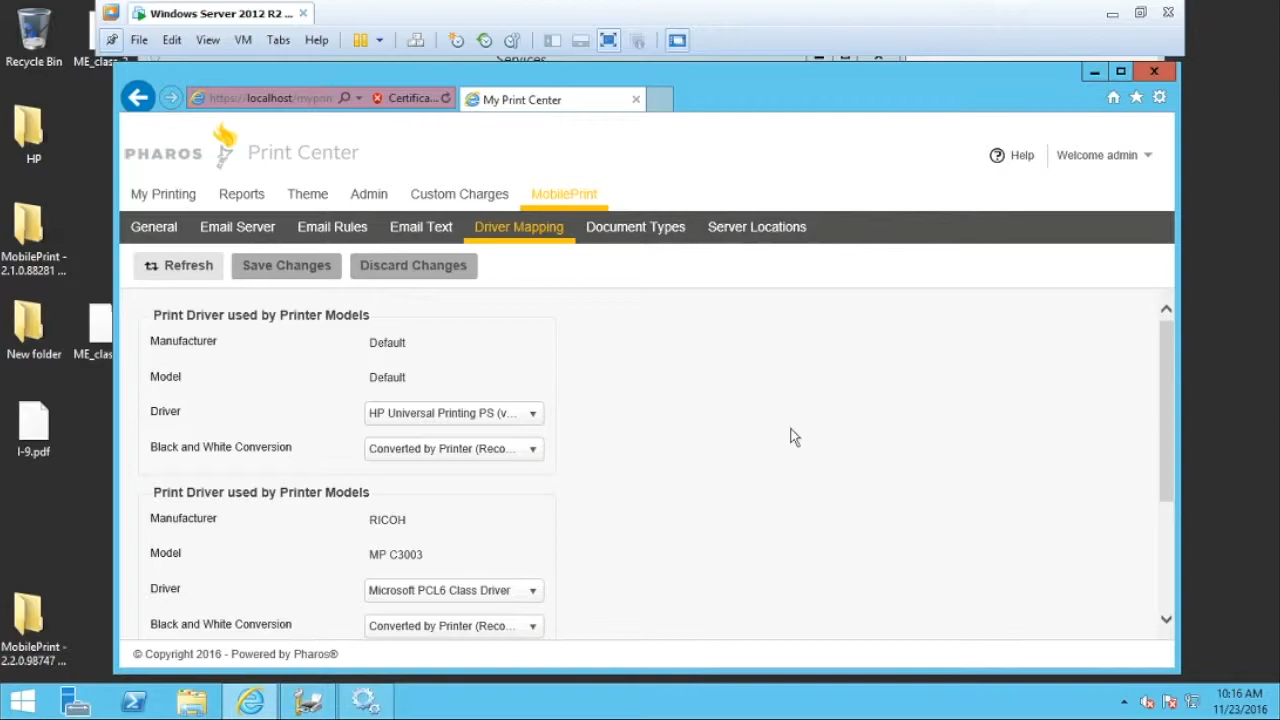 Windows Server 2012 R2 ...
File Edit View VM Tabs Help
Recycle Bin
HP
MobilePrint -
2.1.0.88281 ...
New folder
I-9.pdf
MobilePrint -
2.2.0.98747 ...
Services
https://localhost/mypon
Certifica...
My Print Center
PHAROS Print Center
Help
Welcome admin
My Printing Reports Theme Admin Custom Charges MobilePrint
General Email Server Email Rules Email Text Driver Mapping Document Types Server Locations
Refresh Save Changes Discard Changes
Print Driver used by Printer Models
Manufacturer Default
Model Default
Driver HP Universal Printing PS (v...
Black and White Conversion Converted by Printer (Reco...
Print Driver used by Printer Models
Manufacturer RICOH
Model MP C3003
Driver Microsoft PCL6 Class Driver
Black and White Conversion Converted by Printer (Reco...
© Copyright 2016 - Powered by Pharos®
10:16 AM
11/23/2016